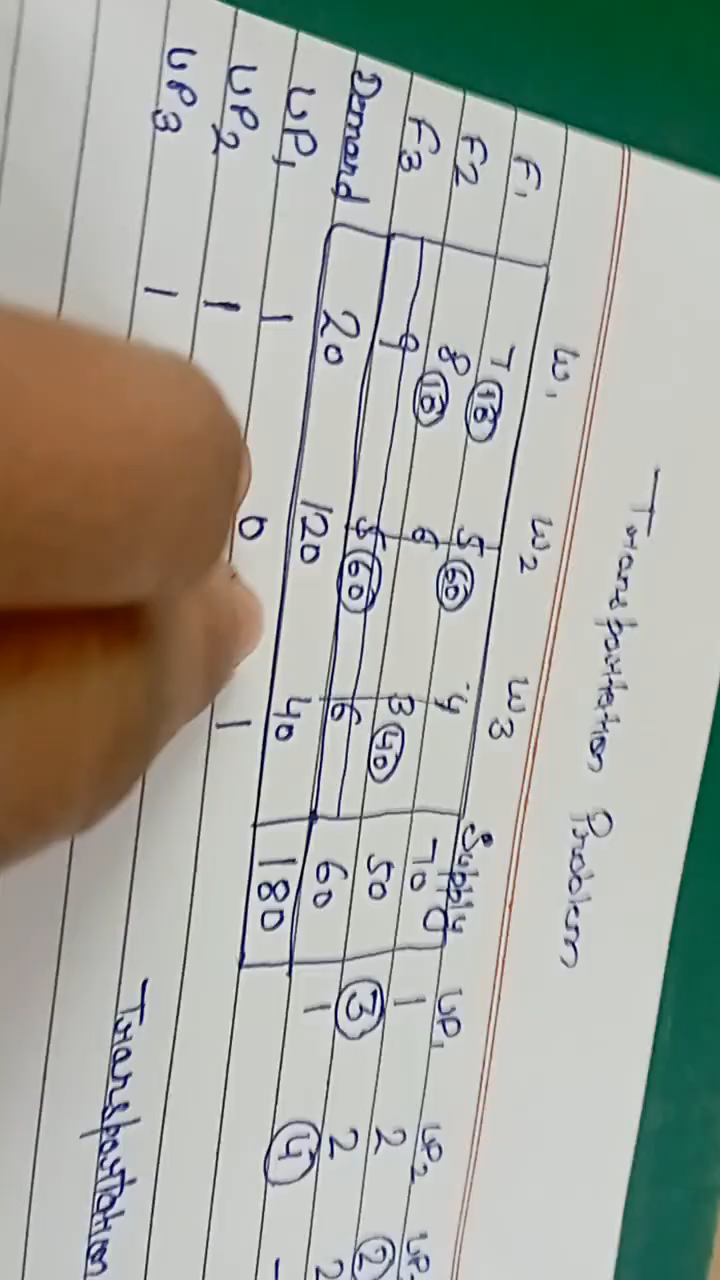 Transportation Problem
W1 W2 W3 Supply UP1 UP2 UP
F1 7 (10) 5 (60) 4 70 1 2 (2)
F2 8 (10) 6 3 (40) 50 (3) 2 2
F3 9 5 (60) 6 60 1 (4) -
Demand 20 120 40 180
UP1 1 0 1
UP2 1
UP3 1
Transportation